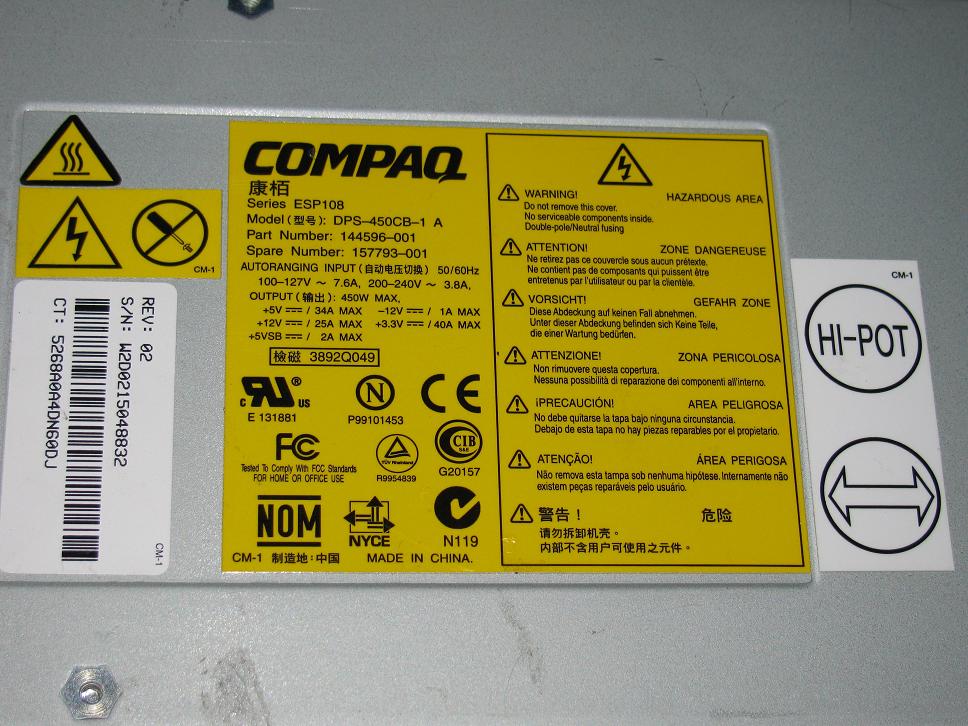 CM-1
REV: 02
S/N: W2D0215048832
CT: 5268A0A4DN60DJ
CM-1
COMPAQ
康栢
Series ESP108
Model (型号): DPS-450CB-1 A
Part Number: 144596-001
Spare Number: 157793-001
AUTORANGING INPUT (自动电压切换) 50/60Hz
100-127V ~ 7.6A, 200-240V ~ 3.8A,
OUTPUT (输出): 450W MAX,
+5V / 34A MAX -12V / 1A MAX
+12V / 25A MAX +3.3V / 40A MAX
+5VSB / 2A MAX
檢磁 3892Q049
c RU ® US
E 131881
N
P99101453
CE
FC
Tested To Comply With FCC Standards
FOR HOME OR OFFICE USE
TÜV Rheinland
R9954839
CIB
S&E
G20157
NOM
NYCE
N119
CM-1 制造地:中国 MADE IN CHINA.
WARNING! HAZARDOUS AREA
Do not remove this cover.
No serviceable components inside.
Double-pole/Neutral fusing
ATTENTION! ZONE DANGEREUSE
Ne retirez pas ce couvercle sous aucun prétexte.
Ne contient pas de composants qui puissent être
entretenus par l'utilisateur ou par la clientèle.
VORSICHT! GEFAHR ZONE
Diese Abdeckung auf keinen Fall abnehmen.
Unter dieser Abdeckung befinden sich Keine Teile,
die einer Wartung bedürfen.
ATTENZIONE! ZONA PERICOLOSA
Non rimuovere questa copertura.
Nessuna possibilità di reparazione dei componenti all'interno.
¡PRECAUCIÓN! AREA PELIGROSA
No debe quitarse la tapa bajo ninguna circunstancia.
Debajo de esta tapa no hay piezas reparables por el propietario.
ATENÇÃO! ÁREA PERIGOSA
Não remova esta tampa sob nenhuma hipótese. Internamente não
existem peças reparáveis pelo usuário.
警告! 危险
请勿拆卸机壳。
内部不含用户可使用之元件。
CM-1
HI-POT